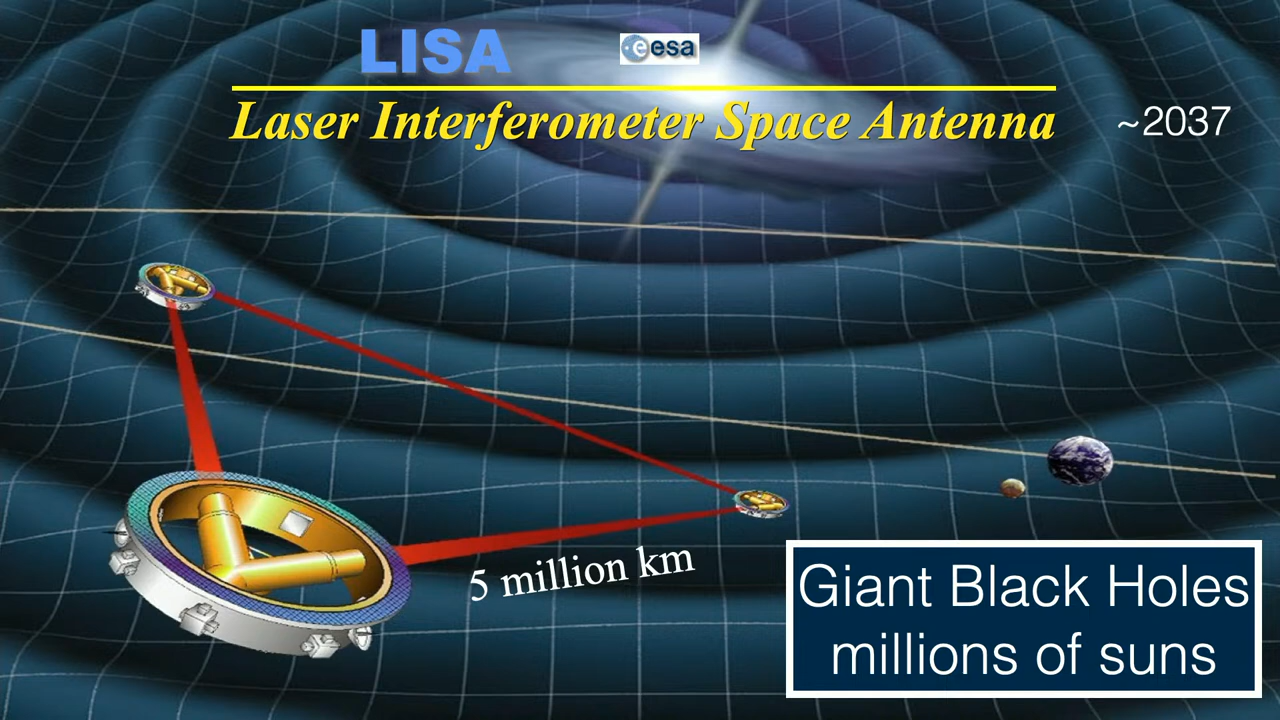 LISA
esa
Laser Interferometer Space Antenna
~2037
5 million km
Giant Black Holes
millions of suns